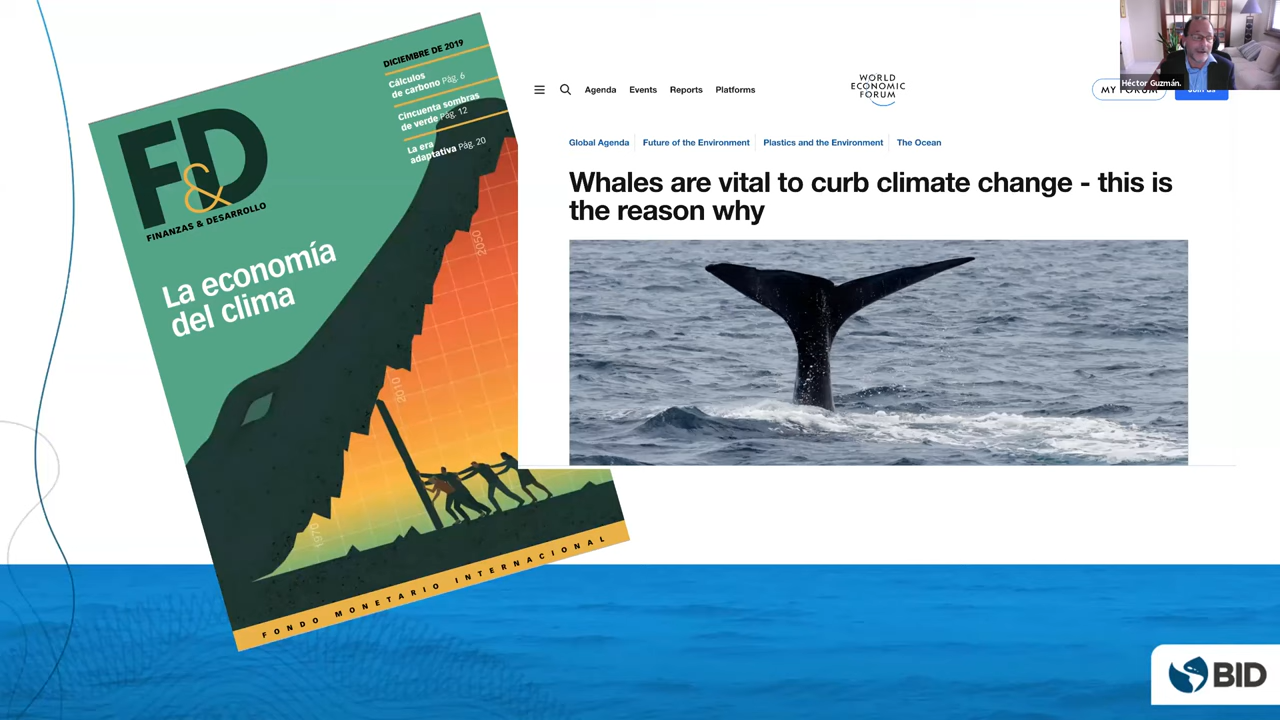 DICIEMBRE DE 2019
Cálculos
de carbono Pág. 6
Cincuenta sombras
de verde Pág. 12
La era
adaptativa Pág. 20
F&D
FINANZAS & DESARROLLO
La economía
del clima
2050
2010
1970
FONDO MONETARIO INTERNACIONAL
Agenda
Events
Reports
Platforms
WORLD
ECONOMIC
FORUM
MY FORUM
Join us
Héctor Guzmán.
Global Agenda
Future of the Environment
Plastics and the Environment
The Ocean
Whales are vital to curb climate change - this is
the reason why
BID